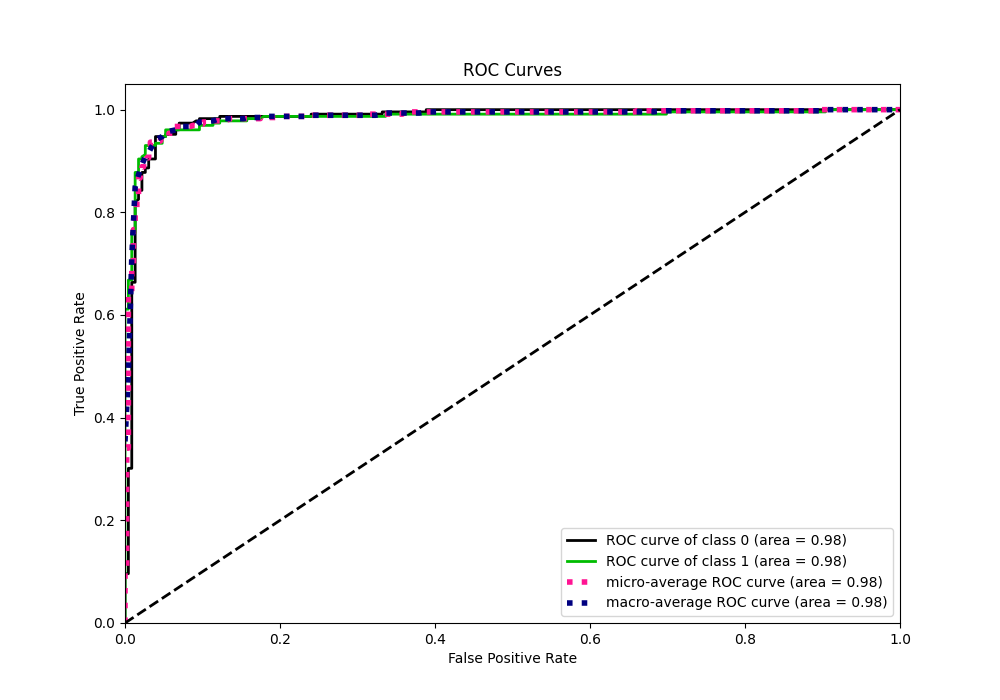 ROC Curves
True Positive Rate
1.0
0.8
0.6
0.4
0.2
0.0
0.0 0.2 0.4 0.6 0.8 1.0
False Positive Rate
ROC curve of class 0 (area = 0.98)
ROC curve of class 1 (area = 0.98)
micro-average ROC curve (area = 0.98)
macro-average ROC curve (area = 0.98)